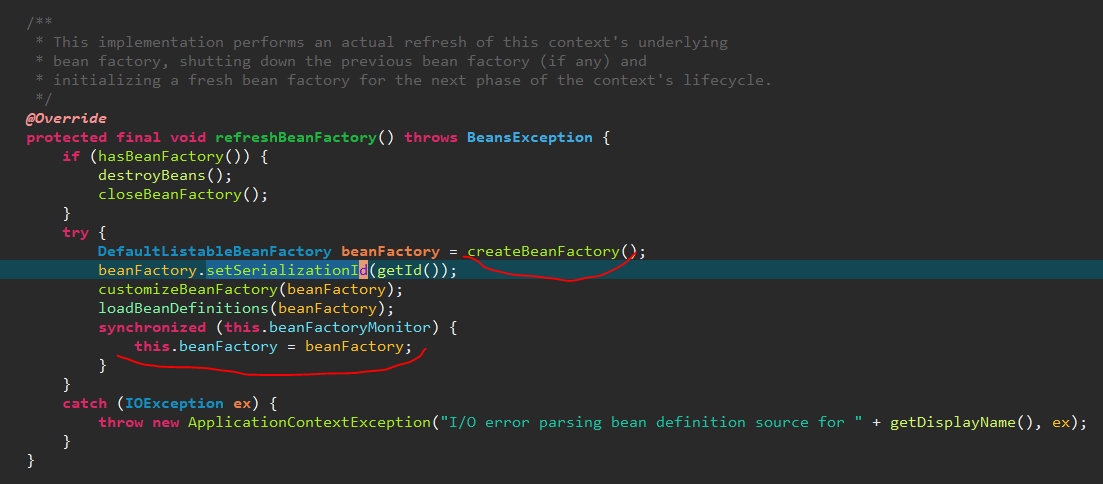 /**
 * This implementation performs an actual refresh of this context's underlying
 * bean factory, shutting down the previous bean factory (if any) and
 * initializing a fresh bean factory for the next phase of the context's lifecycle.
 */
@Override
protected final void refreshBeanFactory() throws BeansException {
    if (hasBeanFactory()) {
        destroyBeans();
        closeBeanFactory();
    }
    try {
        DefaultListableBeanFactory beanFactory = createBeanFactory();
        beanFactory.setSerializationId(getId());
        customizeBeanFactory(beanFactory);
        loadBeanDefinitions(beanFactory);
        synchronized (this.beanFactoryMonitor) {
            this.beanFactory = beanFactory;
        }
    }
    catch (IOException ex) {
        throw new ApplicationContextException("I/O error parsing bean definition source for " + getDisplayName(), ex);
    }
}